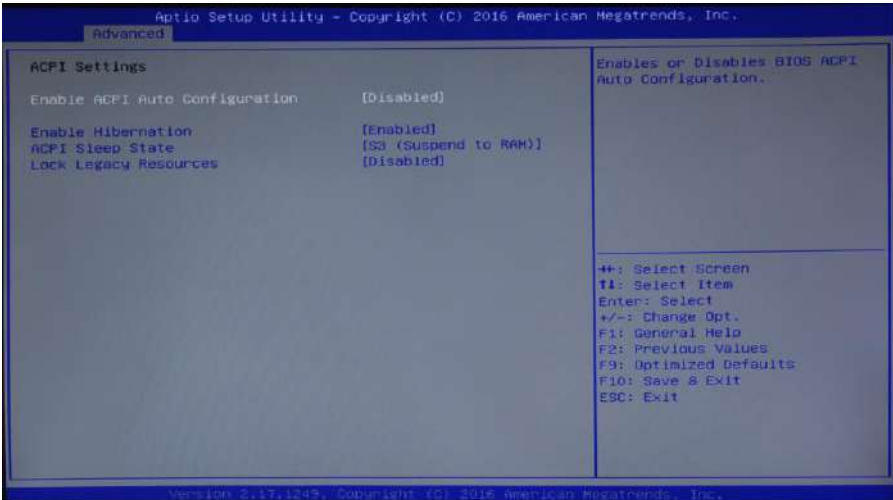 Aptio Setup Utility – Copyright (C) 2016 American Megatrends, Inc.
Advanced
ACPI Settings
Enable ACPI Auto Configuration [Disabled]
Enable Hibernation [Enabled]
ACPI Sleep State [S3 (Suspend to RAM)]
Lock Legacy Resources [Disabled]
Enables or Disables BIOS ACPI
Auto Configuration.
→←: Select Screen
↑↓: Select Item
Enter: Select
+/-: Change Opt.
F1: General Help
F2: Previous Values
F9: Optimized Defaults
F10: Save & Exit
ESC: Exit
Version 2.17.1249. Copyright (C) 2016 American Megatrends, Inc.